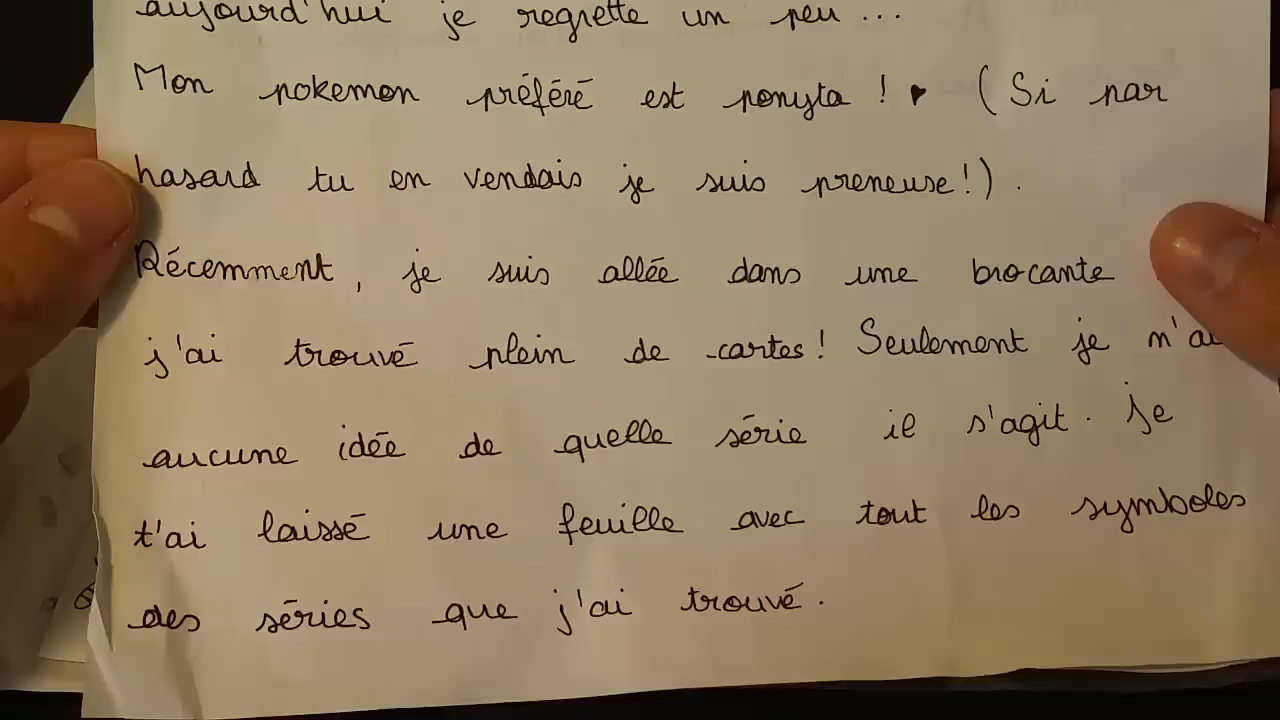 aujourd'hui je regrette un peu ...
Mon pokemon préféré est ponyta ! ♥ (Si par
hasard tu en vendais je suis preneuse!).
Récemment, je suis allée dans une brocante
j'ai trouvé plein de cartes! Seulement je m'ai
aucune idée de quelle série il s'agit. Je
t'ai laissé une feuille avec tout les symboles
des séries que j'ai trouvé.